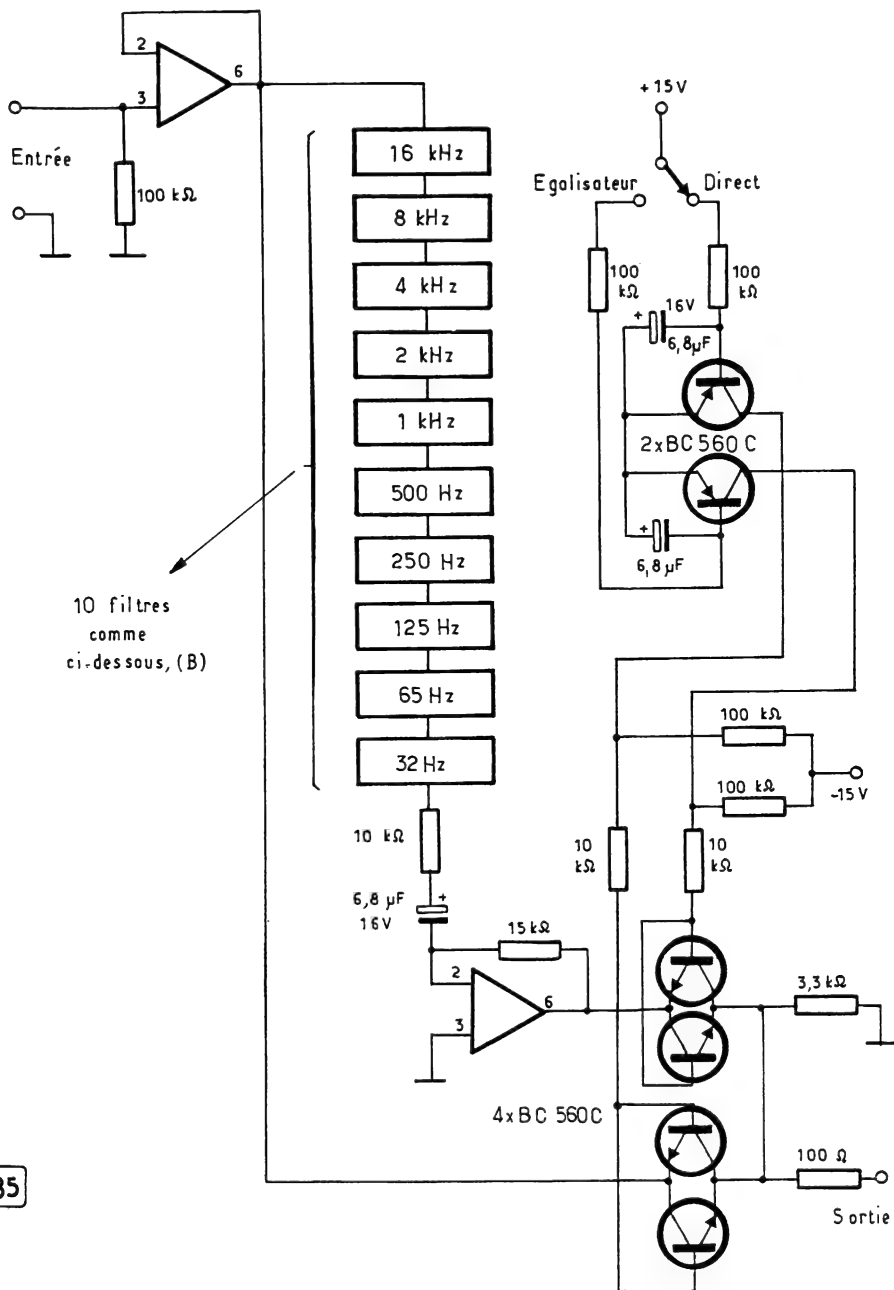 2
6
3
Entrée
100 kΩ
16 kHz
8 kHz
4 kHz
2 kHz
1 kHz
500 Hz
250 Hz
125 Hz
65 Hz
32 Hz
10 filtres
comme
ci-dessous, (B)
10 kΩ
6,8 µF
+
16V
15 kΩ
2
6
3
+15V
Egalisateur
Direct
100
kΩ
100
kΩ
+
16V
6,8µF
2xBC 560 C
+
6,8 µF
100 kΩ
100 kΩ
-15V
10
kΩ
10
kΩ
3,3 kΩ
4xBC 560C
100 Ω
Sortie